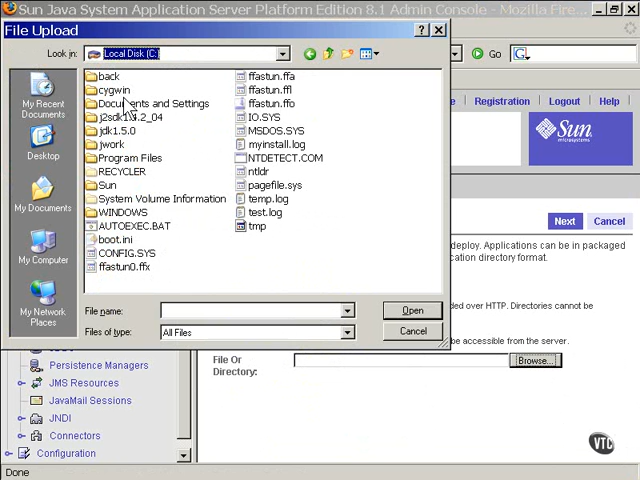 Sun Java System Application Server Platform Edition 8.1 Admin Console - Mozilla Fire
File Upload
Look in: Local Disk (C:)
Go
My Recent
Documents
Desktop
My Documents
My Computer
My Network
Places
back
cygwin
Documents and Settings
jdk1.5.0
jwork
Program Files
RECYCLER
Sun
System Volume Information
WINDOWS
AUTOEXEC.BAT
boot.ini
CONFIG.SYS
ffastun0.ffx
ffastun.ffa
ffastun.ffl
ffastun.ffo
IO.SYS
MSDOS.SYS
myinstall.log
NTDETECT.COM
ntldr
pagefile.sys
temp.log
test.log
tmp
File name:
Open
Files of type: All Files
Cancel
Registration Logout Help
Sun
microsystems
Next Cancel
deploy. Applications can be packaged
cation directory format.
ded over HTTP. Directories cannot be
be accessible from the server.
File Or
Directory:
Browse...
Persistence Managers
JMS Resources
JavaMail Sessions
JNDI
Connectors
Configuration
VTC
Done